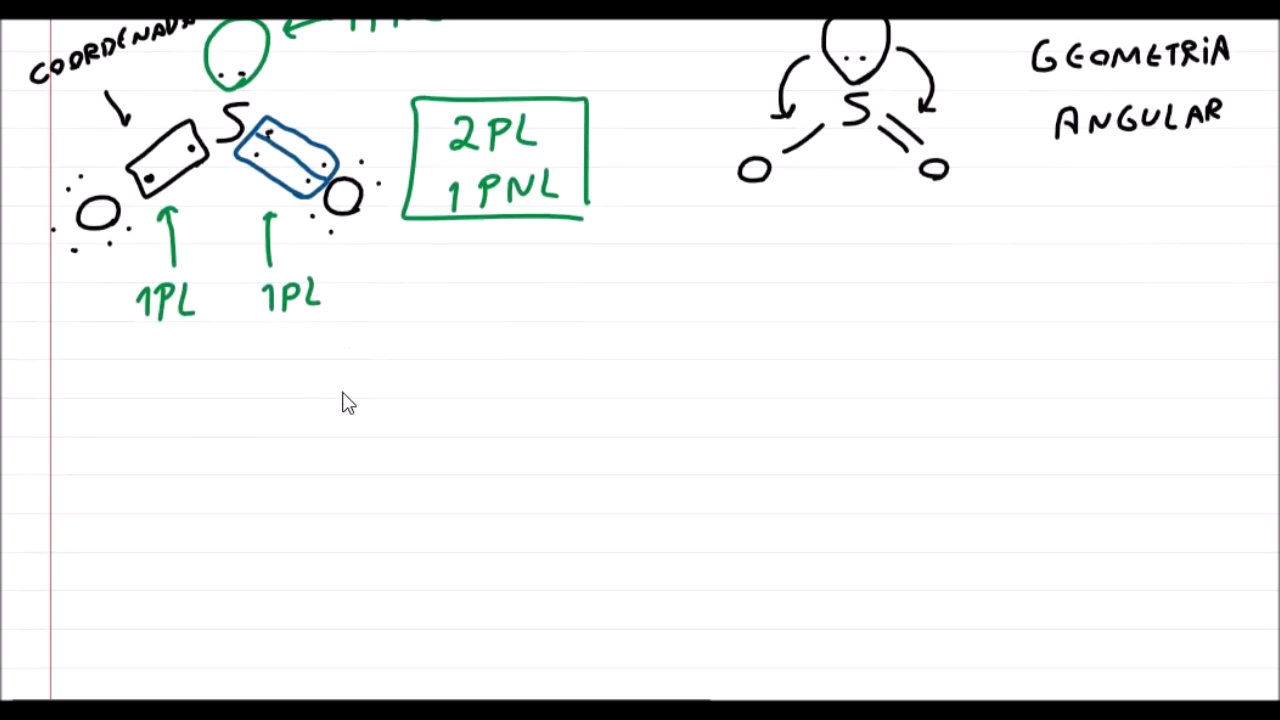 COORDENADA
S
O O
1PL 1PL
2PL
1PNL
S
O O
GEOMETRIA
ANGULAR